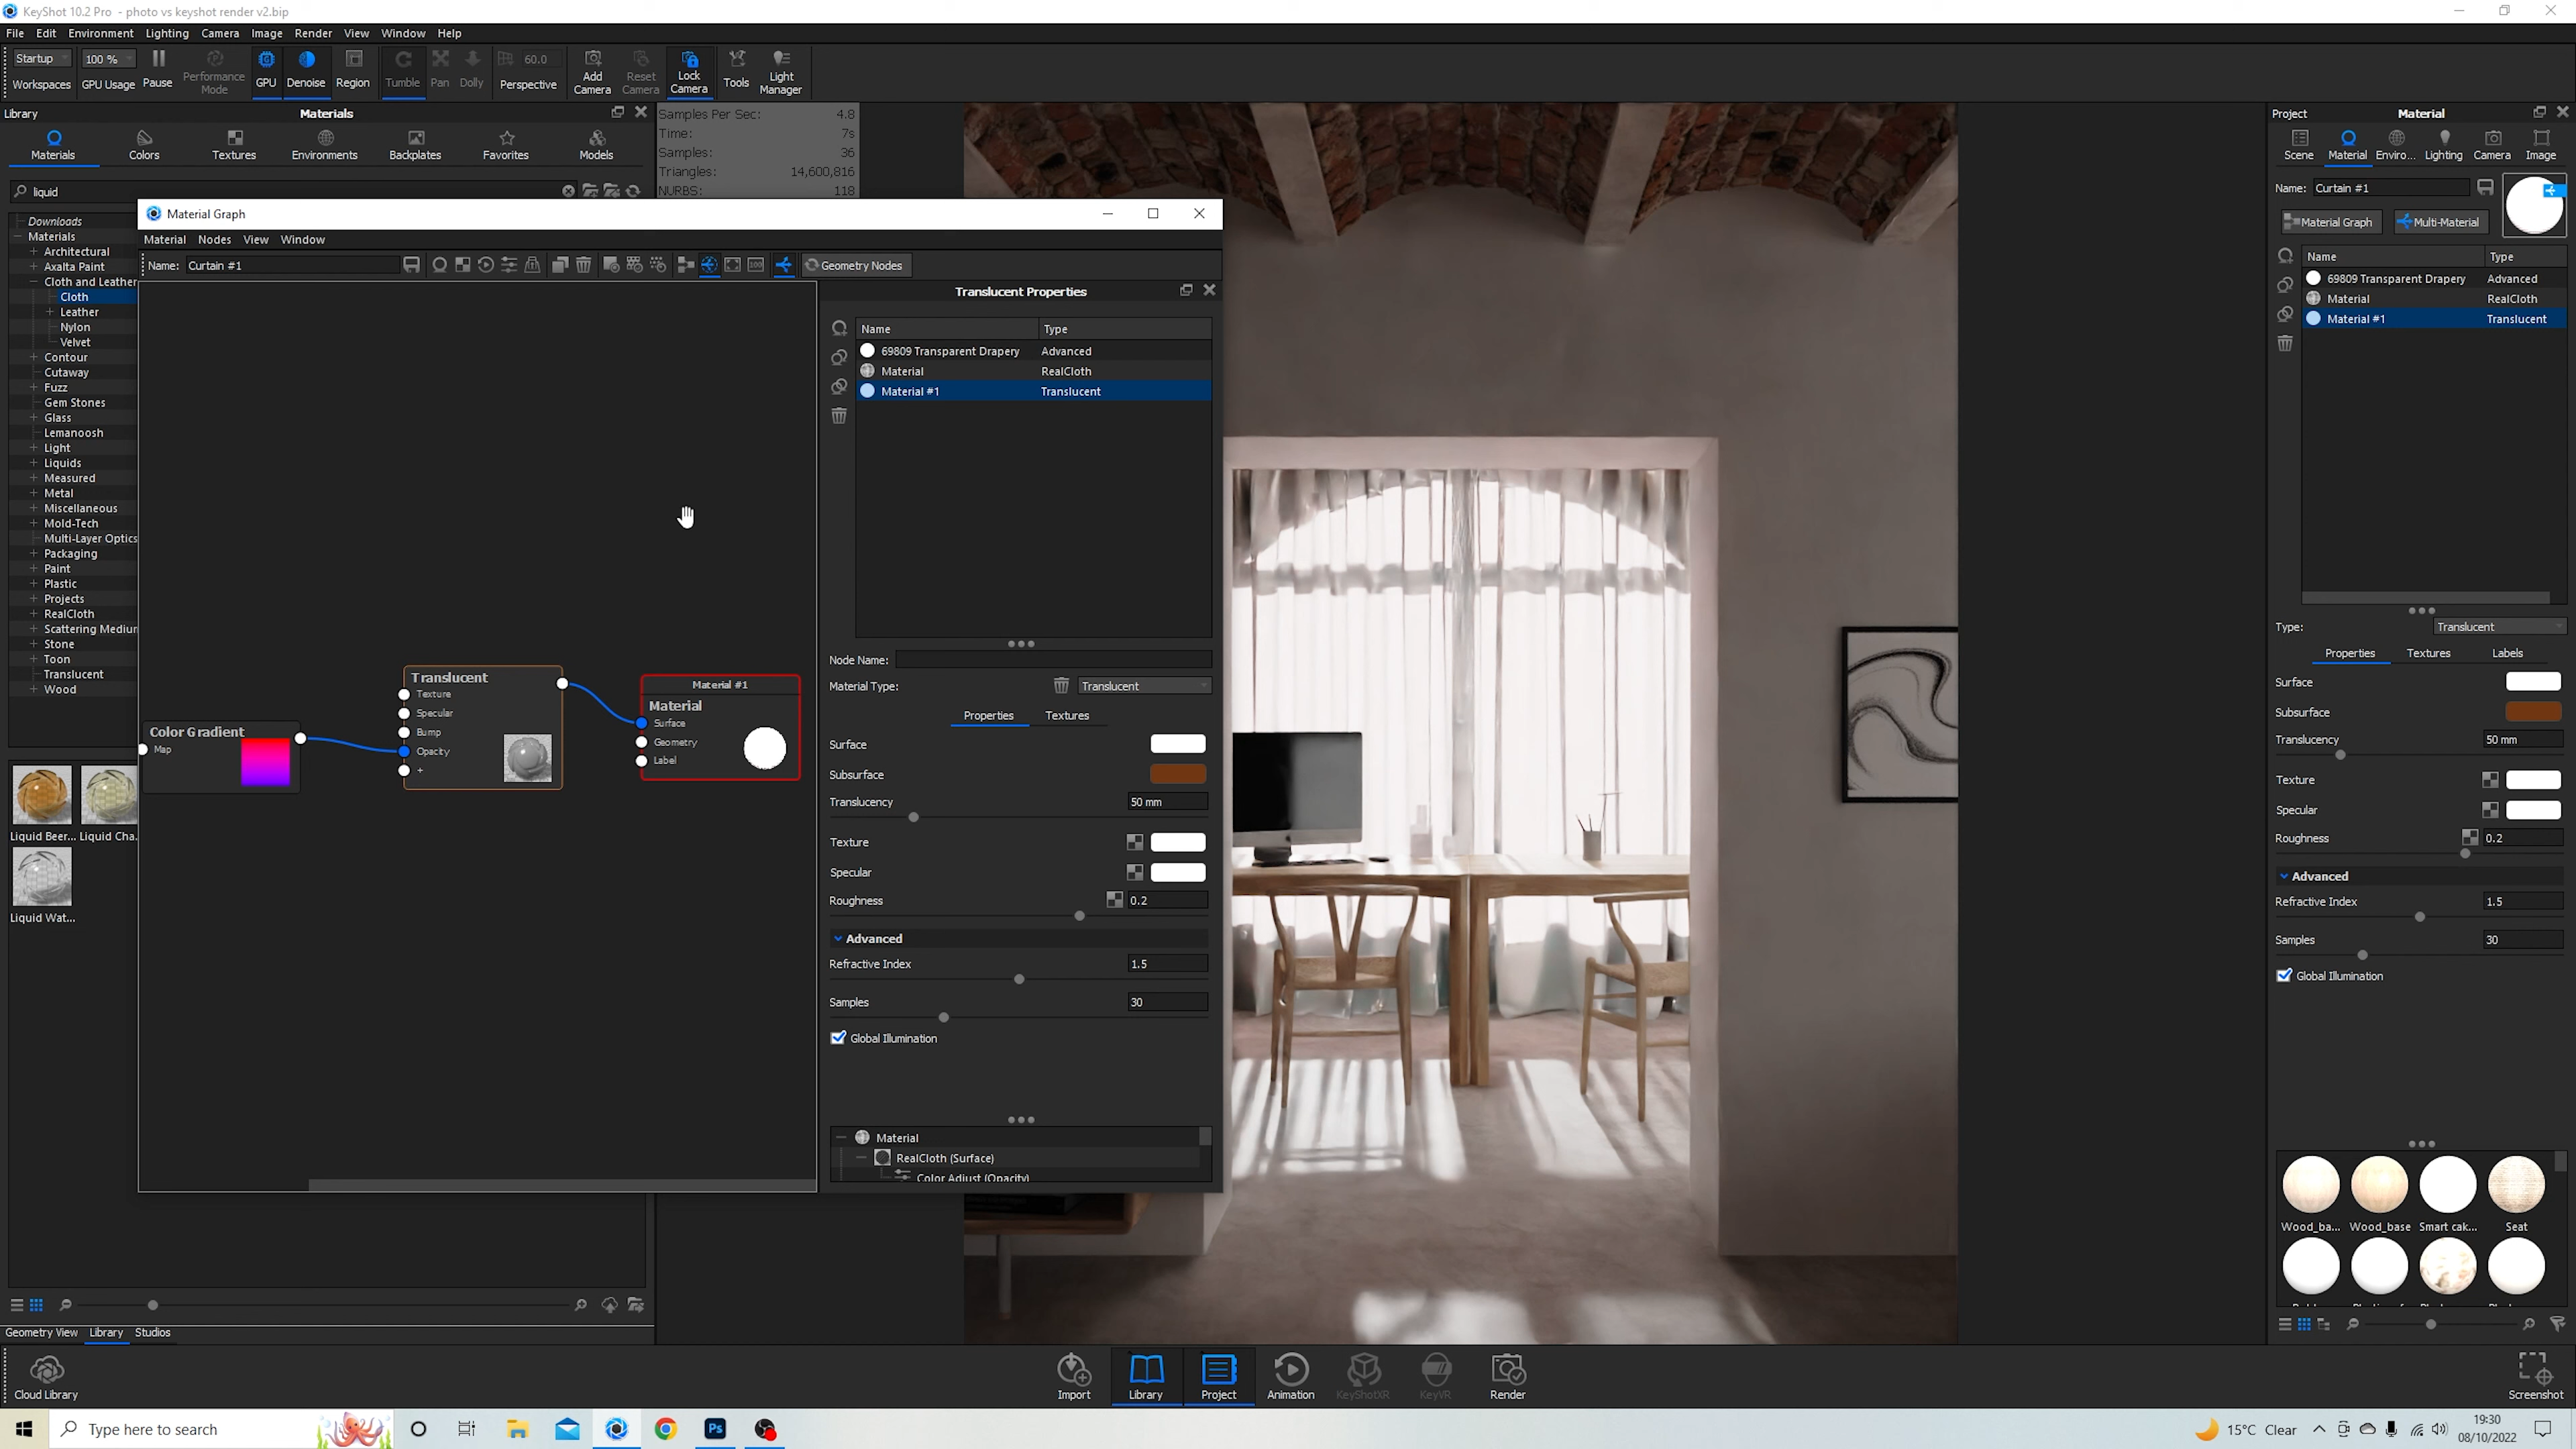 KeyShot 10.2 Pro - photo vs keyshot render v2.bip
File Edit Environment Lighting Camera Image Render View Window Help
Startup 100 % 60.0
Workspaces GPU Usage Pause Performance Mode GPU Denoise Region Tumble Pan Dolly Perspective Add Camera Reset Camera Lock Camera Tools Light Manager
Library Materials
Materials Colors Textures Environments Backplates Favorites Models
liquid
Downloads
Materials
Architectural
Axalta Paint
Cloth and Leather
Cloth
Leather
Nylon
Velvet
Contour
Cutaway
Fuzz
Gem Stones
Glass
Lemanoosh
Light
Liquids
Measured
Metal
Miscellaneous
Mold-Tech
Multi-Layer Optics
Packaging
Paint
Plastic
Projects
RealCloth
Scattering Medium
Stone
Toon
Translucent
Wood
Liquid Beer... Liquid Cha...
Liquid Wat...
Samples Per Sec: 4.8
Time: 7s
Samples: 36
Triangles: 14,600,816
NURBS: 118
Material Graph
Material Nodes View Window
Name: Curtain #1
100
Geometry Nodes
Color Gradient
Map
Translucent
Texture
Specular
Bump
Opacity
+
Material #1
Material
Surface
Geometry
Label
Translucent Properties
Name Type
69809 Transparent Drapery Advanced
Material RealCloth
Material #1 Translucent
Node Name:
Material Type: Translucent
Properties Textures
Surface
Subsurface
Translucency 50 mm
Texture
Specular
Roughness 0.2
Advanced
Refractive Index 1.5
Samples 30
Global Illumination
Material
RealCloth (Surface)
Color Adjust (Opacity)
Project Material
Scene Material Enviro... Lighting Camera Image
Name: Curtain #1
Material Graph Multi-Material
Name Type
69809 Transparent Drapery Advanced
Material RealCloth
Material #1 Translucent
Type: Translucent
Properties Textures Labels
Surface
Subsurface
Translucency 50 mm
Texture
Specular
Roughness 0.2
Advanced
Refractive Index 1.5
Samples 30
Global Illumination
Wood_ba... Wood_base Smart cak... Seat
Geometry View Library Studios
Cloud Library Import Library Project Animation KeyShotXR KeyVR Render Screenshot
Type here to search
Ps
15°C Clear
19:30
08/10/2022